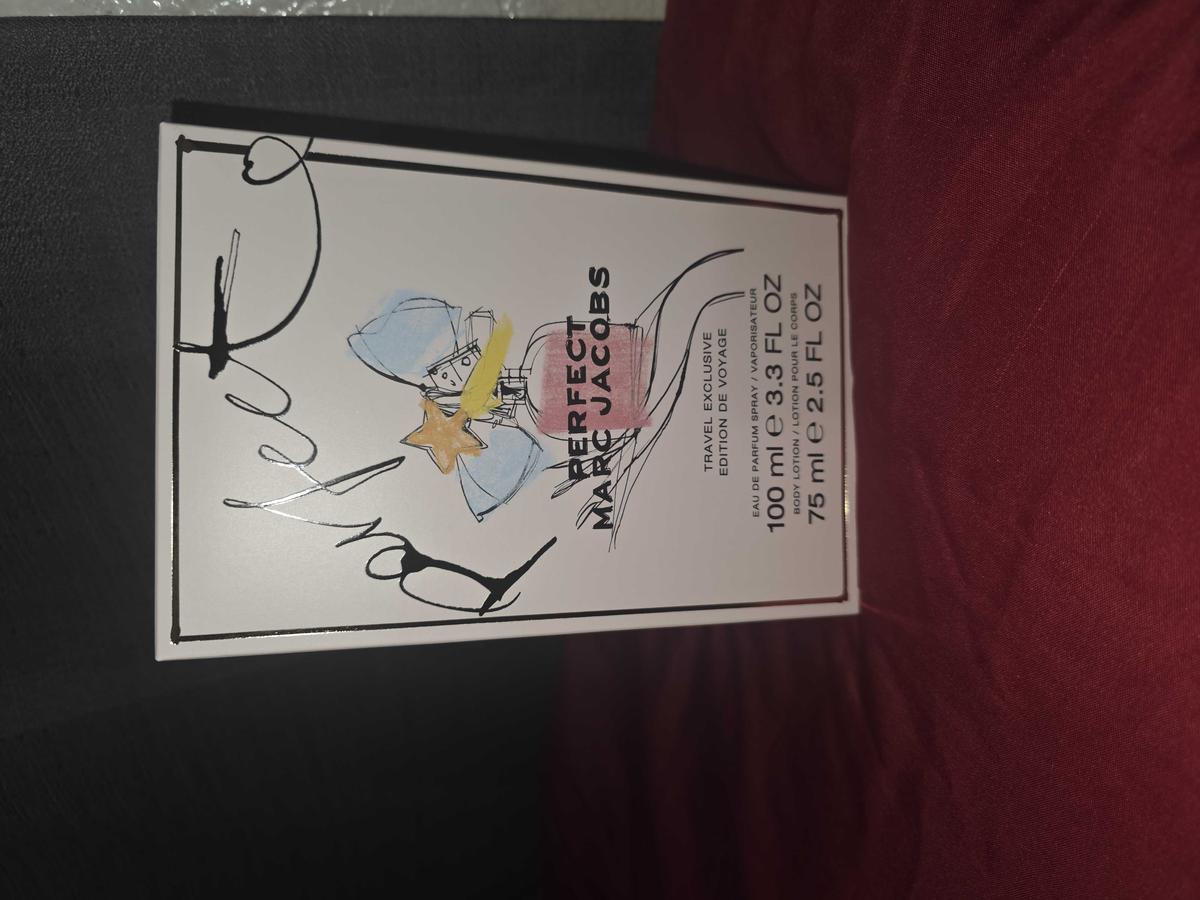 Perfect
PERFECT
MARC JACOBS
TRAVEL EXCLUSIVE
EDITION DE VOYAGE
EAU DE PARFUM SPRAY / VAPORISATEUR
100 ml ℮ 3.3 FL OZ
BODY LOTION / LOTION POUR LE CORPS
75 ml ℮ 2.5 FL OZ